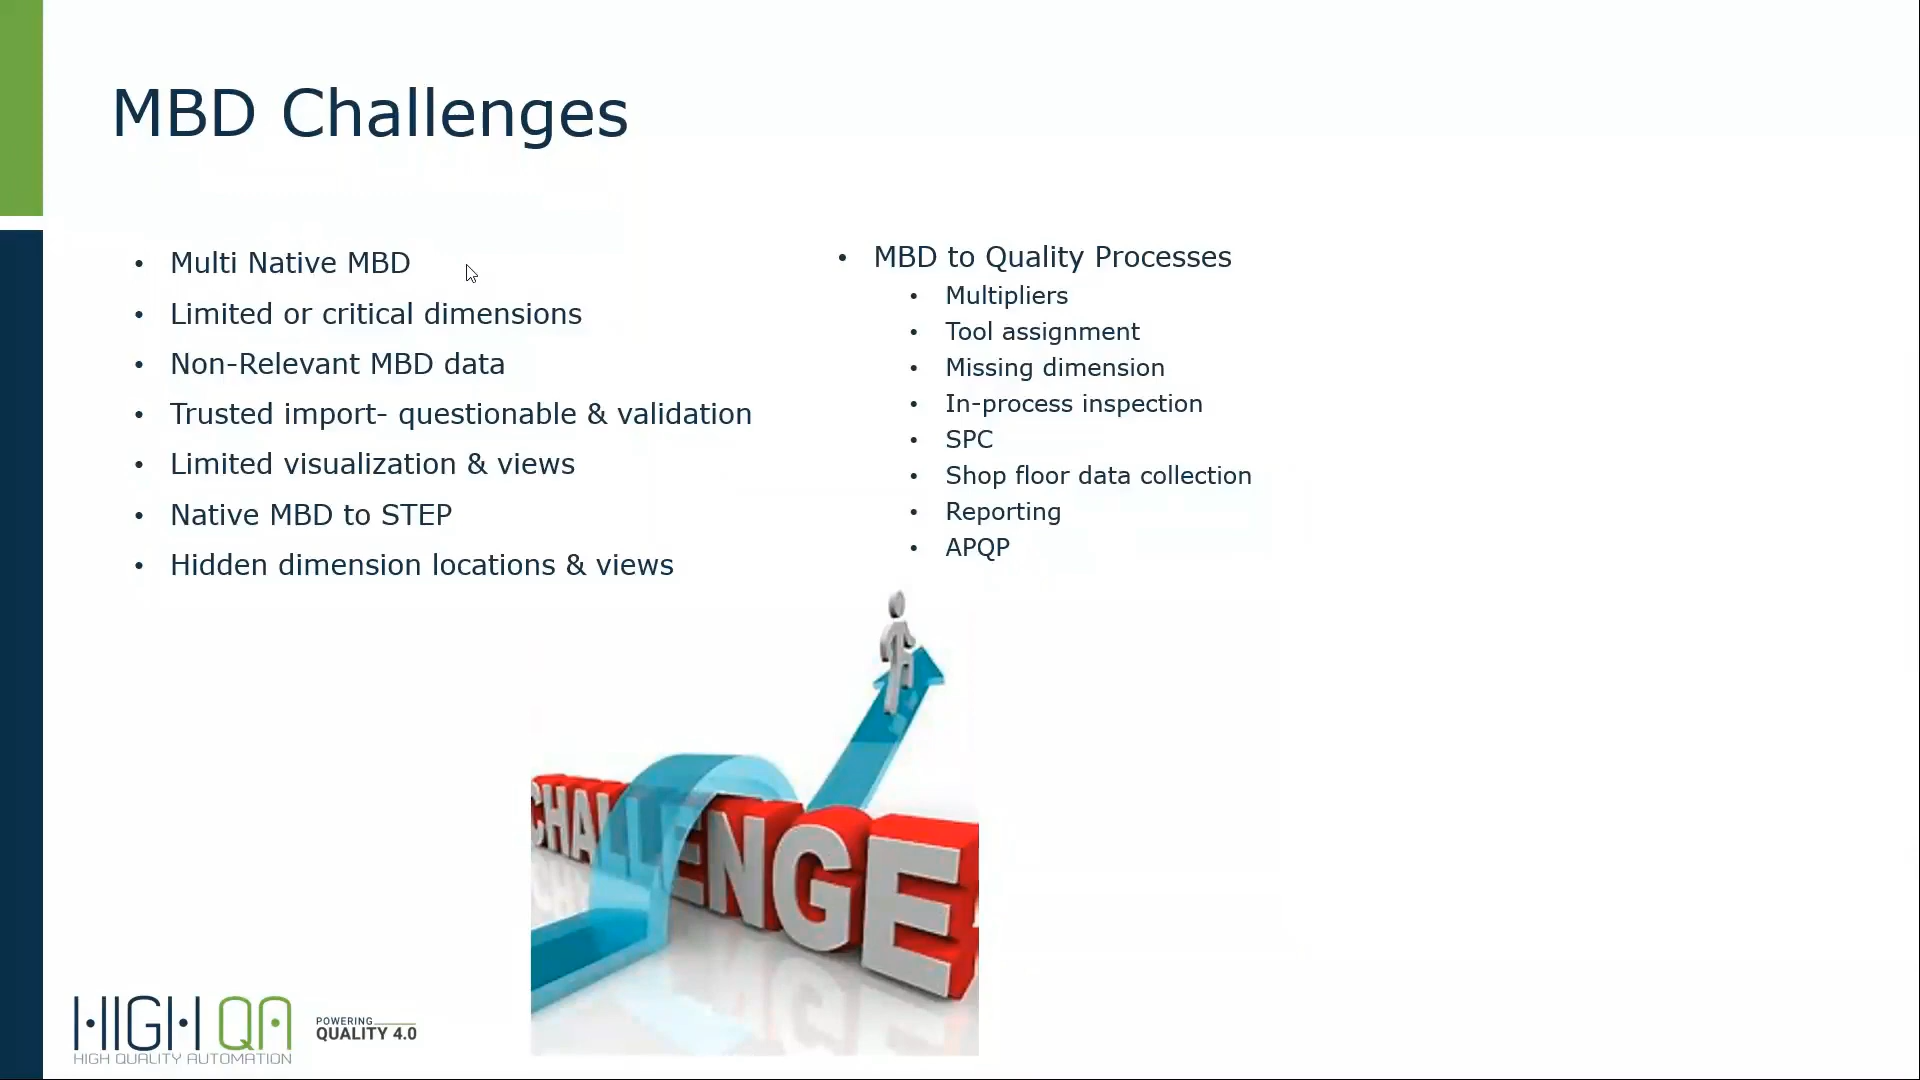 MBD Challenges
Multi Native MBD
Limited or critical dimensions
Non-Relevant MBD data
Trusted import- questionable & validation
Limited visualization & views
Native MBD to STEP
Hidden dimension locations & views
MBD to Quality Processes
Multipliers
Tool assignment
Missing dimension
In-process inspection
SPC
Shop floor data collection
Reporting
APQP
CHALLENGE
HIGH QA
HIGH QUALITY AUTOMATION
POWERING
QUALITY 4.0